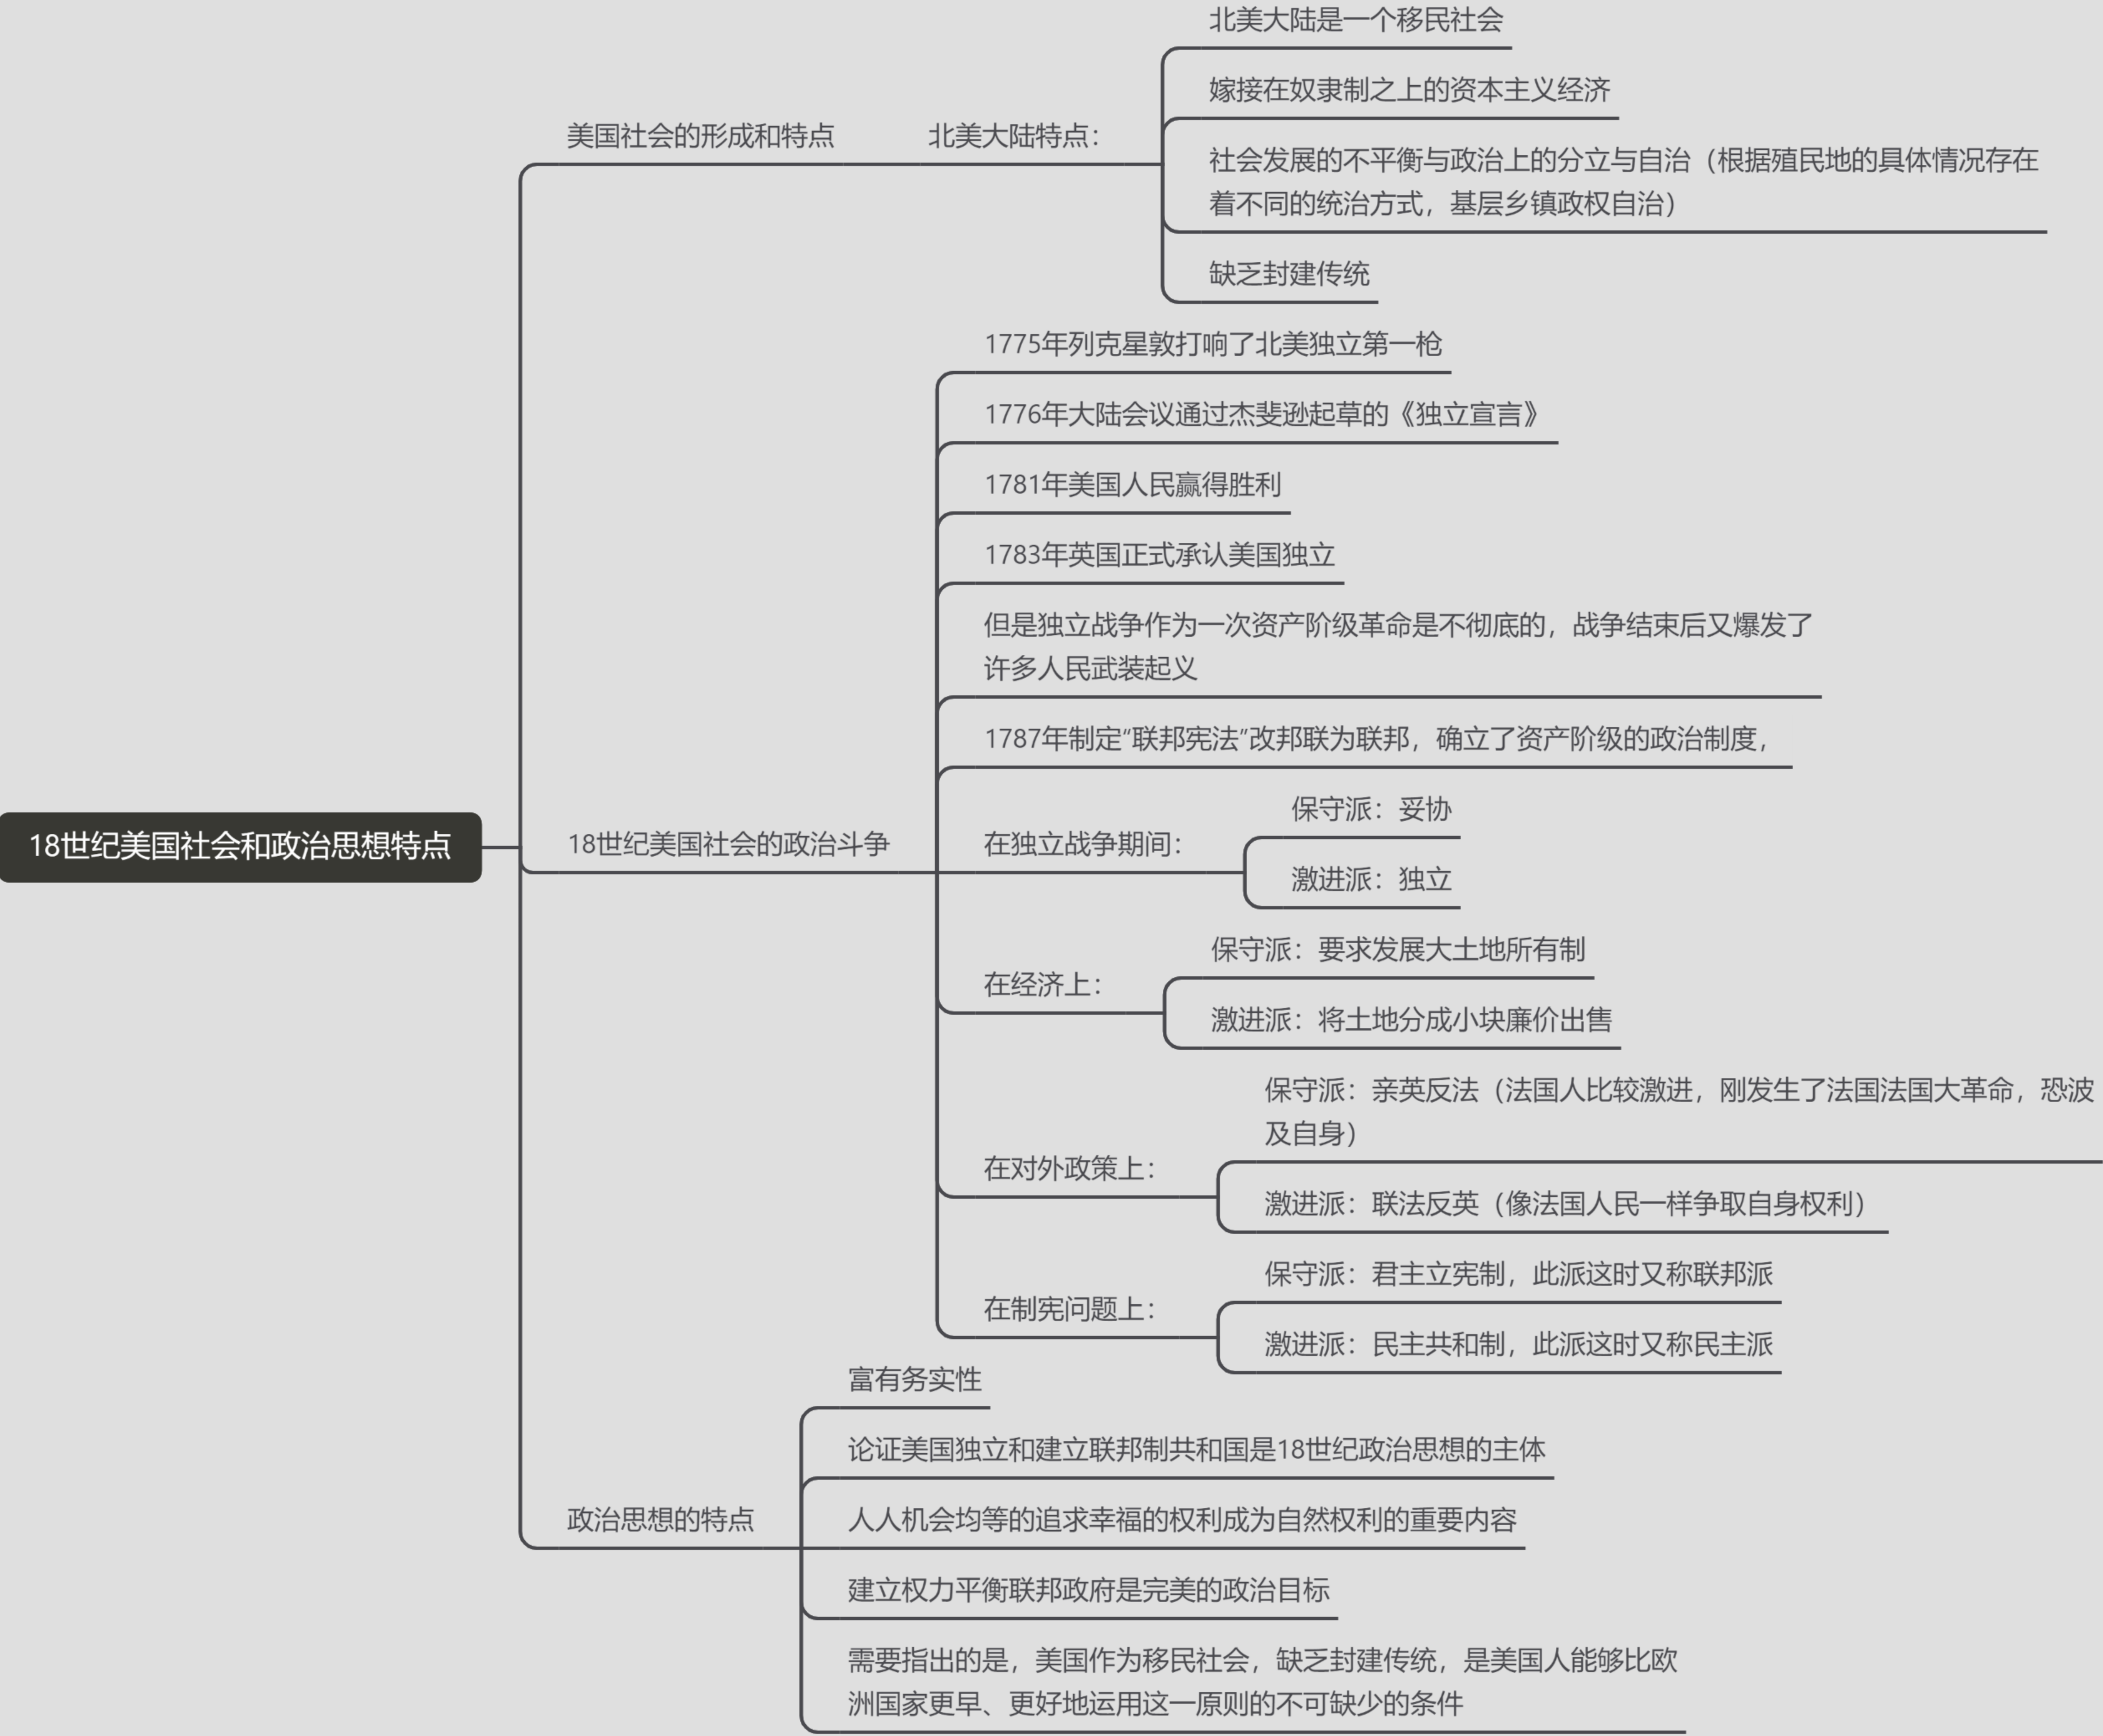 18世纪美国社会和政治思想特点
美国社会的形成和特点
北美大陆特点：
北美大陆是一个移民社会
嫁接在奴隶制之上的资本主义经济
社会发展的不平衡与政治上的分立与自治（根据殖民地的具体情况存在
着不同的统治方式，基层乡镇政权自治）
缺乏封建传统
18世纪美国社会的政治斗争
1775年列克星敦打响了北美独立第一枪
1776年大陆会议通过杰斐逊起草的《独立宣言》
1781年美国人民赢得胜利
1783年英国正式承认美国独立
但是独立战争作为一次资产阶级革命是不彻底的，战争结束后又爆发了
许多人民武装起义
1787年制定“联邦宪法”改邦联为联邦，确立了资产阶级的政治制度，
在独立战争期间：
保守派：妥协
激进派：独立
在经济上：
保守派：要求发展大土地所有制
激进派：将土地分成小块廉价出售
在对外政策上：
保守派：亲英反法（法国人比较激进，刚发生了法国法国大革命，恐波
及自身）
激进派：联法反英（像法国人民一样争取自身权利）
在制宪问题上：
保守派：君主立宪制，此派这时又称联邦派
激进派：民主共和制，此派这时又称民主派
政治思想的特点
富有务实性
论证美国独立和建立联邦制共和国是18世纪政治思想的主体
人人机会均等的追求幸福的权利成为自然权利的重要内容
建立权力平衡联邦政府是完美的政治目标
需要指出的是，美国作为移民社会，缺乏封建传统，是美国人能够比欧
洲国家更早、更好地运用这一原则的不可缺少的条件